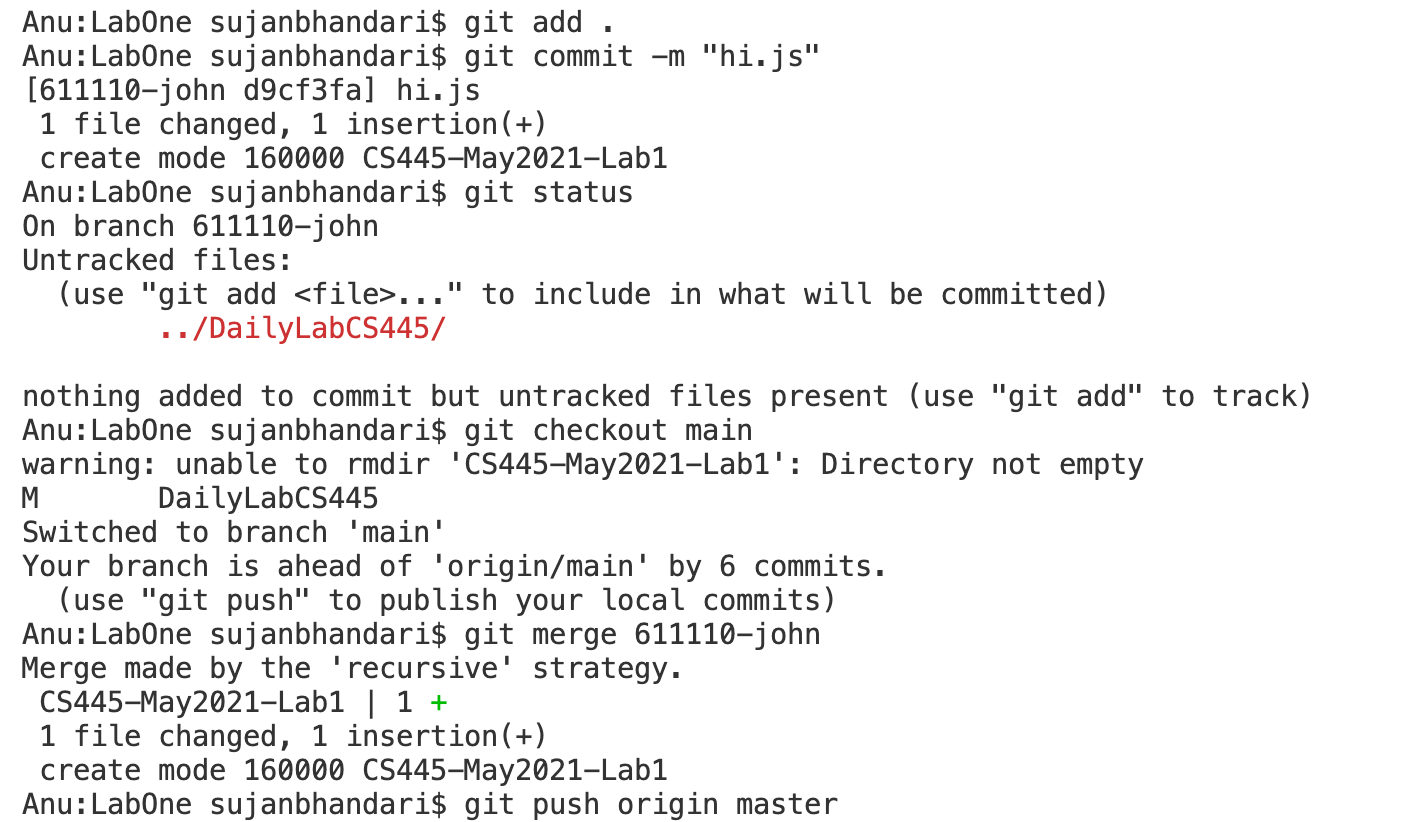 Anu:LabOne sujanbhandari$ git add .
Anu:LabOne sujanbhandari$ git commit -m "hi.js"
[611110-john d9cf3fa] hi.js
 1 file changed, 1 insertion(+)
 create mode 160000 CS445-May2021-Lab1
Anu:LabOne sujanbhandari$ git status
On branch 611110-john
Untracked files:
  (use "git add <file>..." to include in what will be committed)
        ../DailyLabCS445/

nothing added to commit but untracked files present (use "git add" to track)
Anu:LabOne sujanbhandari$ git checkout main
warning: unable to rmdir 'CS445-May2021-Lab1': Directory not empty
M       DailyLabCS445
Switched to branch 'main'
Your branch is ahead of 'origin/main' by 6 commits.
  (use "git push" to publish your local commits)
Anu:LabOne sujanbhandari$ git merge 611110-john
Merge made by the 'recursive' strategy.
 CS445-May2021-Lab1 | 1 +
 1 file changed, 1 insertion(+)
 create mode 160000 CS445-May2021-Lab1
Anu:LabOne sujanbhandari$ git push origin master